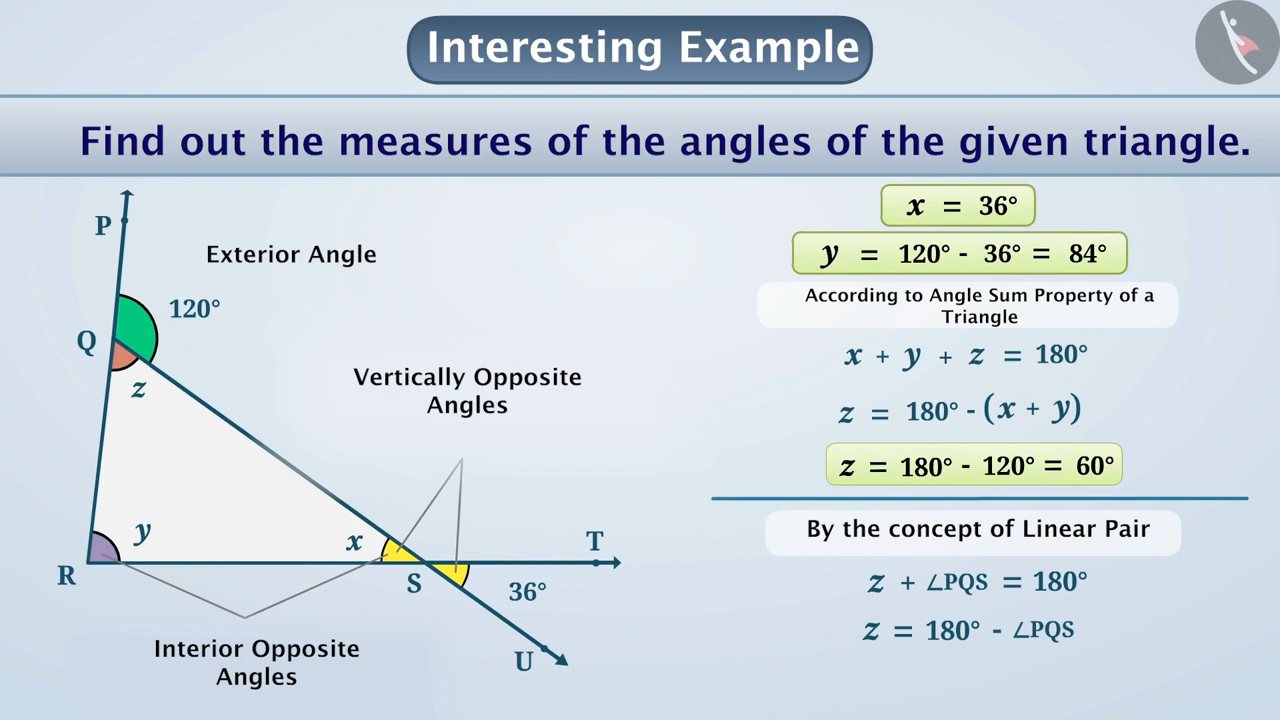 Interesting Example
Find out the measures of the angles of the given triangle.
P
Exterior Angle
120°
Q
z
Vertically Opposite
Angles
y
x
R
S
T
36°
U
Interior Opposite
Angles
x = 36°
y = 120° - 36° = 84°
According to Angle Sum Property of a
Triangle
x + y + z = 180°
z = 180° - (x + y)
z = 180° - 120° = 60°
By the concept of Linear Pair
z + ∠PQS = 180°
z = 180° - ∠PQS